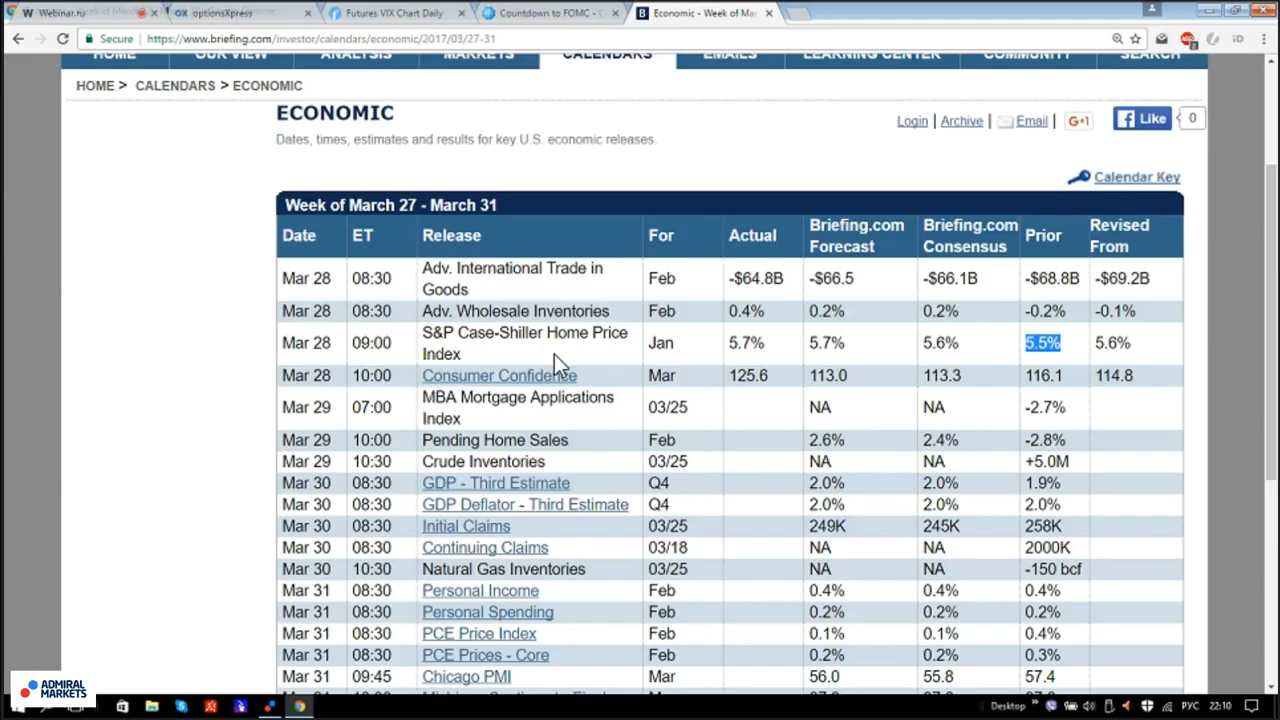 Webinar.ru
optionsXpress
Futures VIX Chart Daily
Countdown to FOMC - C
Economic - Week of Ma
Secure | https://www.briefing.com/investor/calendars/economic/2017/03/27-31
HOME OUR VIEW ANALYSIS MARKETS CALENDARS EMAILS LEARNING CENTER COMMUNITY SEARCH
HOME > CALENDARS > ECONOMIC
ECONOMIC
Login | Archive | Email | G+1 Like 0
Dates, times, estimates and results for key U.S. economic releases.
Calendar Key
Week of March 27 - March 31
Date ET Release For Actual Briefing.com Forecast Briefing.com Consensus Prior Revised From
Mar 28 08:30 Adv. International Trade in Goods Feb -$64.8B -$66.5 -$66.1B -$68.8B -$69.2B
Mar 28 08:30 Adv. Wholesale Inventories Feb 0.4% 0.2% 0.2% -0.2% -0.1%
Mar 28 09:00 S&P Case-Shiller Home Price Index Jan 5.7% 5.7% 5.6% 5.5% 5.6%
Mar 28 10:00 Consumer Confidence Mar 125.6 113.0 113.3 116.1 114.8
Mar 29 07:00 MBA Mortgage Applications Index 03/25 NA NA -2.7%
Mar 29 10:00 Pending Home Sales Feb 2.6% 2.4% -2.8%
Mar 29 10:30 Crude Inventories 03/25 NA NA +5.0M
Mar 30 08:30 GDP - Third Estimate Q4 2.0% 2.0% 1.9%
Mar 30 08:30 GDP Deflator - Third Estimate Q4 2.0% 2.0% 2.0%
Mar 30 08:30 Initial Claims 03/25 249K 245K 258K
Mar 30 08:30 Continuing Claims 03/18 NA NA 2000K
Mar 30 10:30 Natural Gas Inventories 03/25 NA NA -150 bcf
Mar 31 08:30 Personal Income Feb 0.4% 0.4% 0.4%
Mar 31 08:30 Personal Spending Feb 0.2% 0.2% 0.2%
Mar 31 08:30 PCE Price Index Feb 0.1% 0.1% 0.4%
Mar 31 08:30 PCE Prices - Core Feb 0.2% 0.2% 0.3%
Mar 31 09:45 Chicago PMI Mar 56.0 55.8 57.4
ADMIRAL
MARKETS
Desktop » РУС 22:10